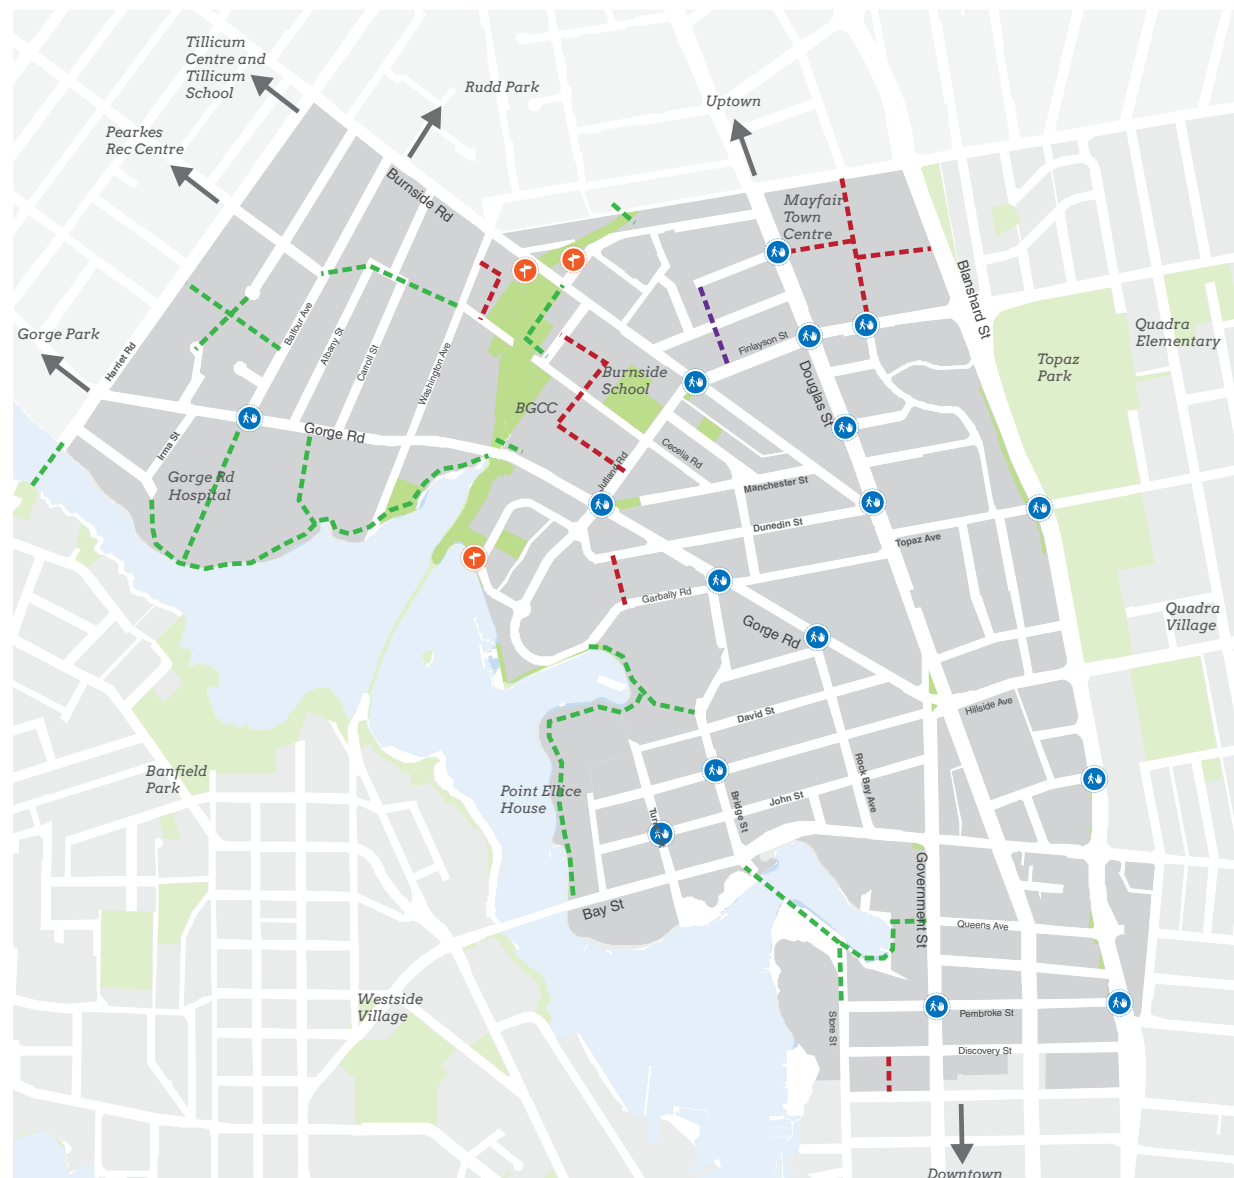 Tillicum
Centre and
Tillicum
School
Rudd Park
Uptown
Pearkes
Rec Centre
Burnside Rd
Mayfair
Town
Centre
Gorge Park
Harriet Rd
Balfour Ave
Albany St
Carroll St
Washington Ave
Blanshard St
Quadra
Elementary
Finlayson St
Topaz
Park
Burnside
School
Douglas St
BGCC
Irma St
Gorge Rd
Cecelia Rd
Jutland Rd
Gorge Rd
Hospital
Manchester St
Dunedin St
Topaz Ave
Garbally Rd
Quadra
Village
Gorge Rd
David St
Hillside Ave
Banfield
Park
Point Ellice
House
Rock Bay Ave
Bridge St
John St
Bay St
Government St
Queens Ave
Westside
Village
Store St
Pembroke St
Discovery St
Downtown